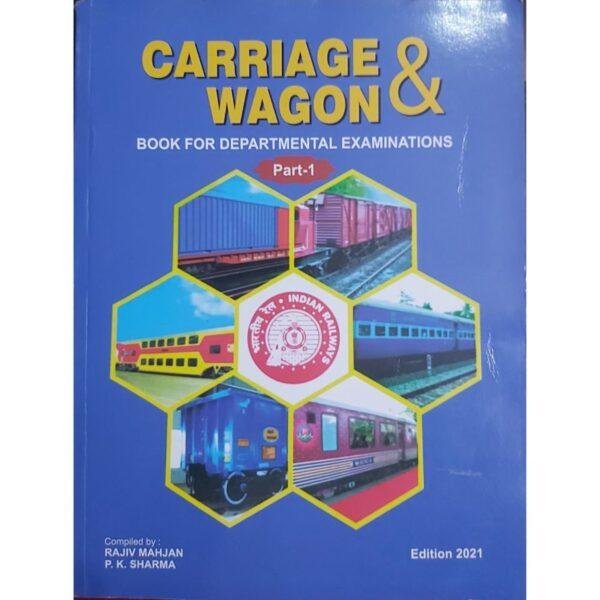 CARRIAGE &
WAGON
BOOK FOR DEPARTMENTAL EXAMINATIONS
Part-1
भारतीय रेल • INDIAN RAILWAYS
Compiled by :
RAJIV MAHJAN
P. K. SHARMA
Edition 2021